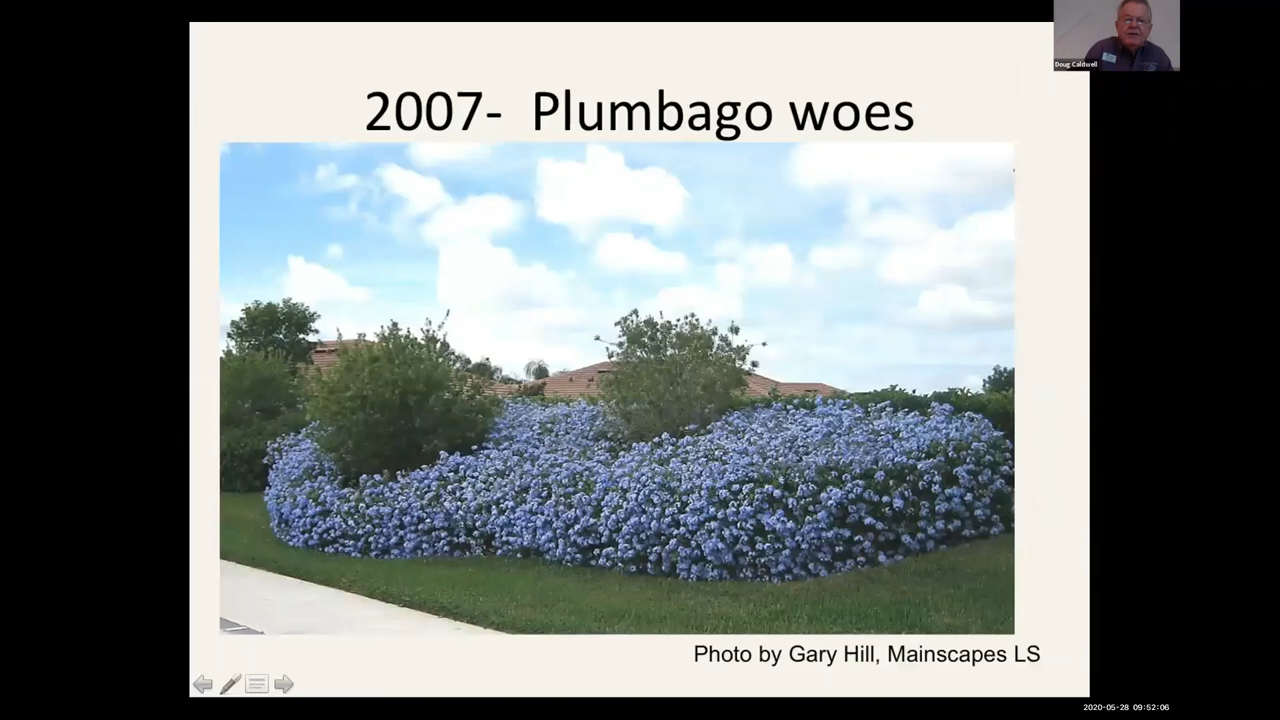 Doug Caldwell
2007- Plumbago woes
Photo by Gary Hill, Mainscapes LS
2020-05-28 09:52:06